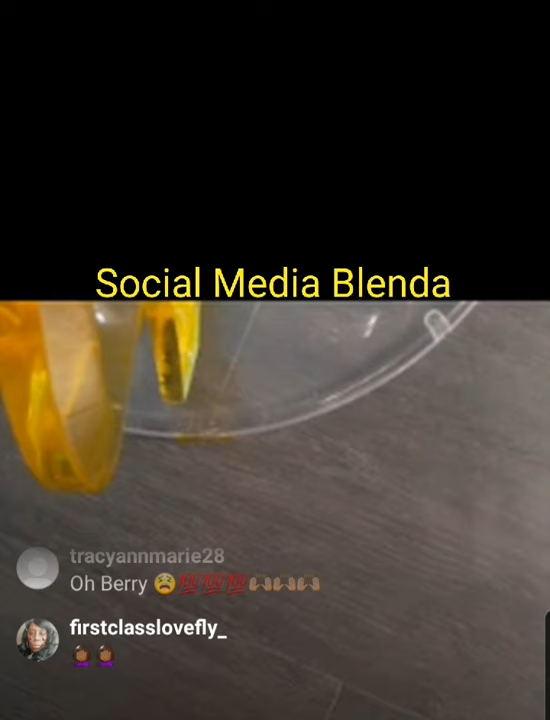 Social Media Blenda
tracyannmarie28
Oh Berry 😫💯💯💯🙌🏽🙌🏽🙌🏽
firstclasslovefly_
🤦🏾‍♀️🤦🏾‍♀️